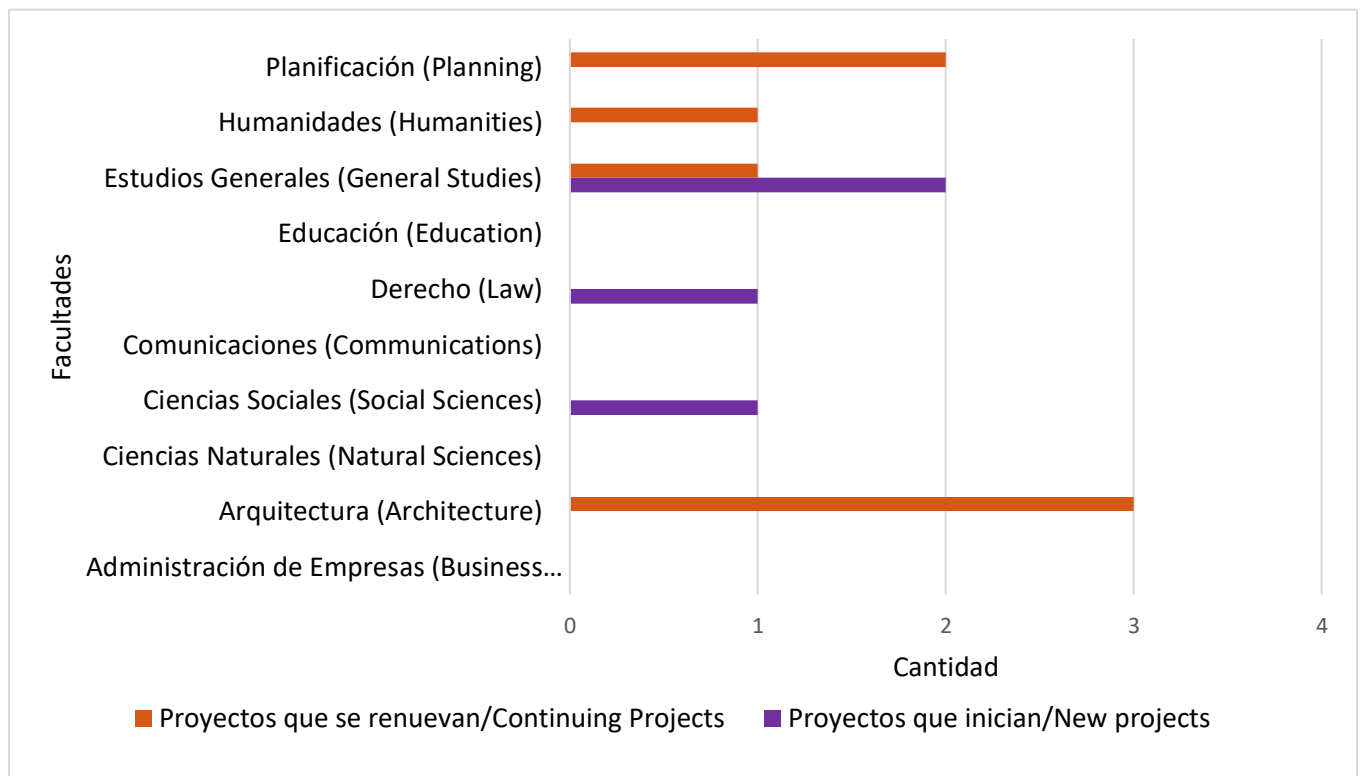 Planificación (Planning)
Humanidades (Humanities)
Estudios Generales (General Studies)
Educación (Education)
Derecho (Law)
Comunicaciones (Communications)
Ciencias Sociales (Social Sciences)
Ciencias Naturales (Natural Sciences)
Arquitectura (Architecture)
Administración de Empresas (Business…
Facultades
0 1 2 3 4
Cantidad
Proyectos que se renuevan/Continuing Projects Proyectos que inician/New projects